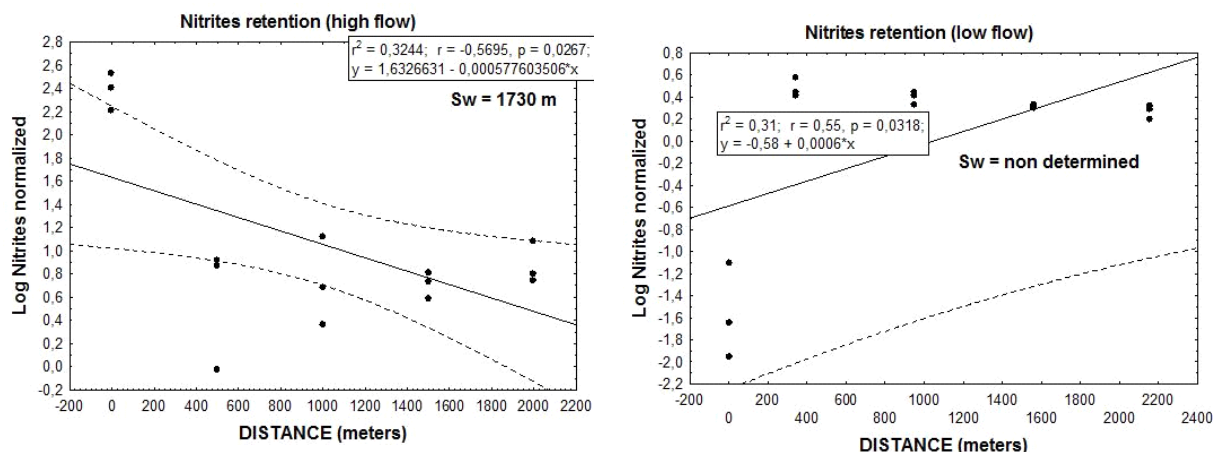 Nitrites retention (high flow)
r² = 0,3244; r = -0,5695, p = 0,0267;
y = 1,6326631 - 0,000577603506*x
Sw = 1730 m
Log Nitrites normalized
2,8
2,6
2,4
2,2
2,0
1,8
1,6
1,4
1,2
1,0
0,8
0,6
0,4
0,2
0,0
-0,2
-200 0 200 400 600 800 1000 1200 1400 1600 1800 2000 2200
DISTANCE (meters)
Nitrites retention (low flow)
r² = 0,31; r = 0,55, p = 0,0318;
y = -0,58 + 0,0006*x
Sw = non determined
Log Nitrites normalized
0,8
0,6
0,4
0,2
0,0
-0,2
-0,4
-0,6
-0,8
-1,0
-1,2
-1,4
-1,6
-1,8
-2,0
-2,2
-200 200 600 1000 1400 1800 2200
0 400 800 1200 1600 2000 2400
DISTANCE (meters)